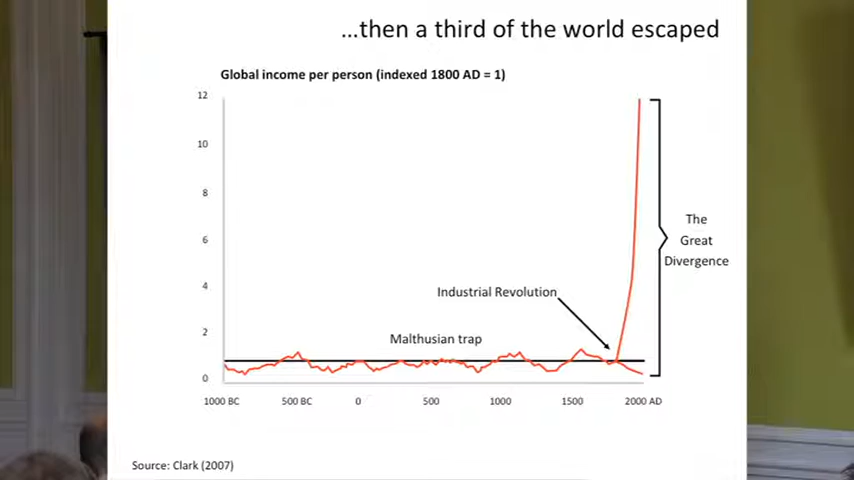 …then a third of the world escaped
Global income per person (indexed 1800 AD = 1)
12
10
8
6
4
2
0
The
Great
Divergence
Industrial Revolution
Malthusian trap
1000 BC 500 BC 0 500 1000 1500 2000 AD
Source: Clark (2007)